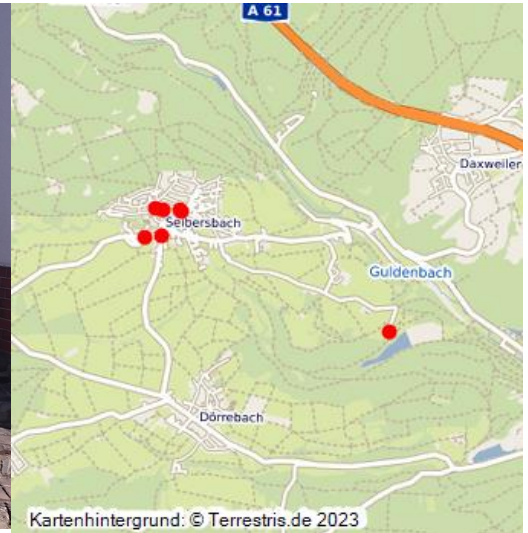 A 61
Daxweiler
Seibersbach
Guldenbach
Dörrebach
Kartenhintergrund: © Terrestris.de 2023